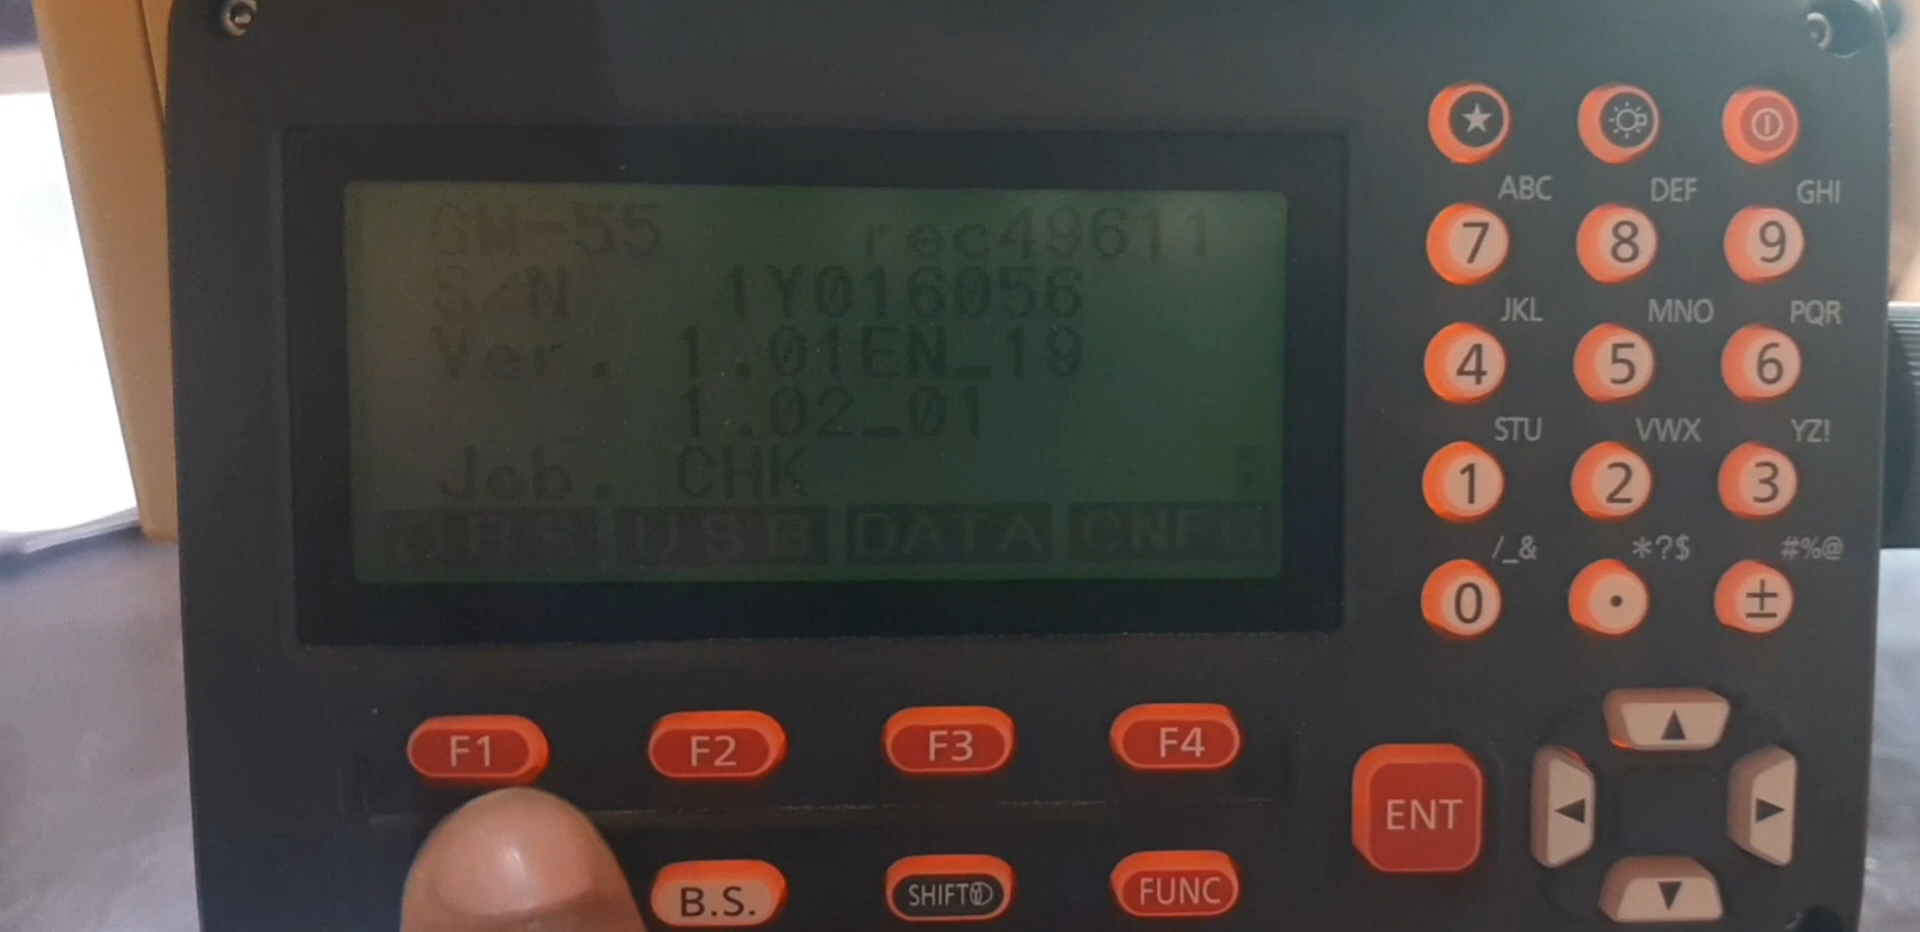 GM-55 rec49611
S/N 1Y016056
Ver. 1.01EN_19
1.02_01
Job. CHK
OBS USB DATA CNFG
ABC DEF GHI
7 8 9
JKL MNO PQR
4 5 6
STU VWX YZ!
1 2 3
/_& *?$ #%@
0 • ±
F1 F2 F3 F4
ENT
B.S. SHIFT FUNC